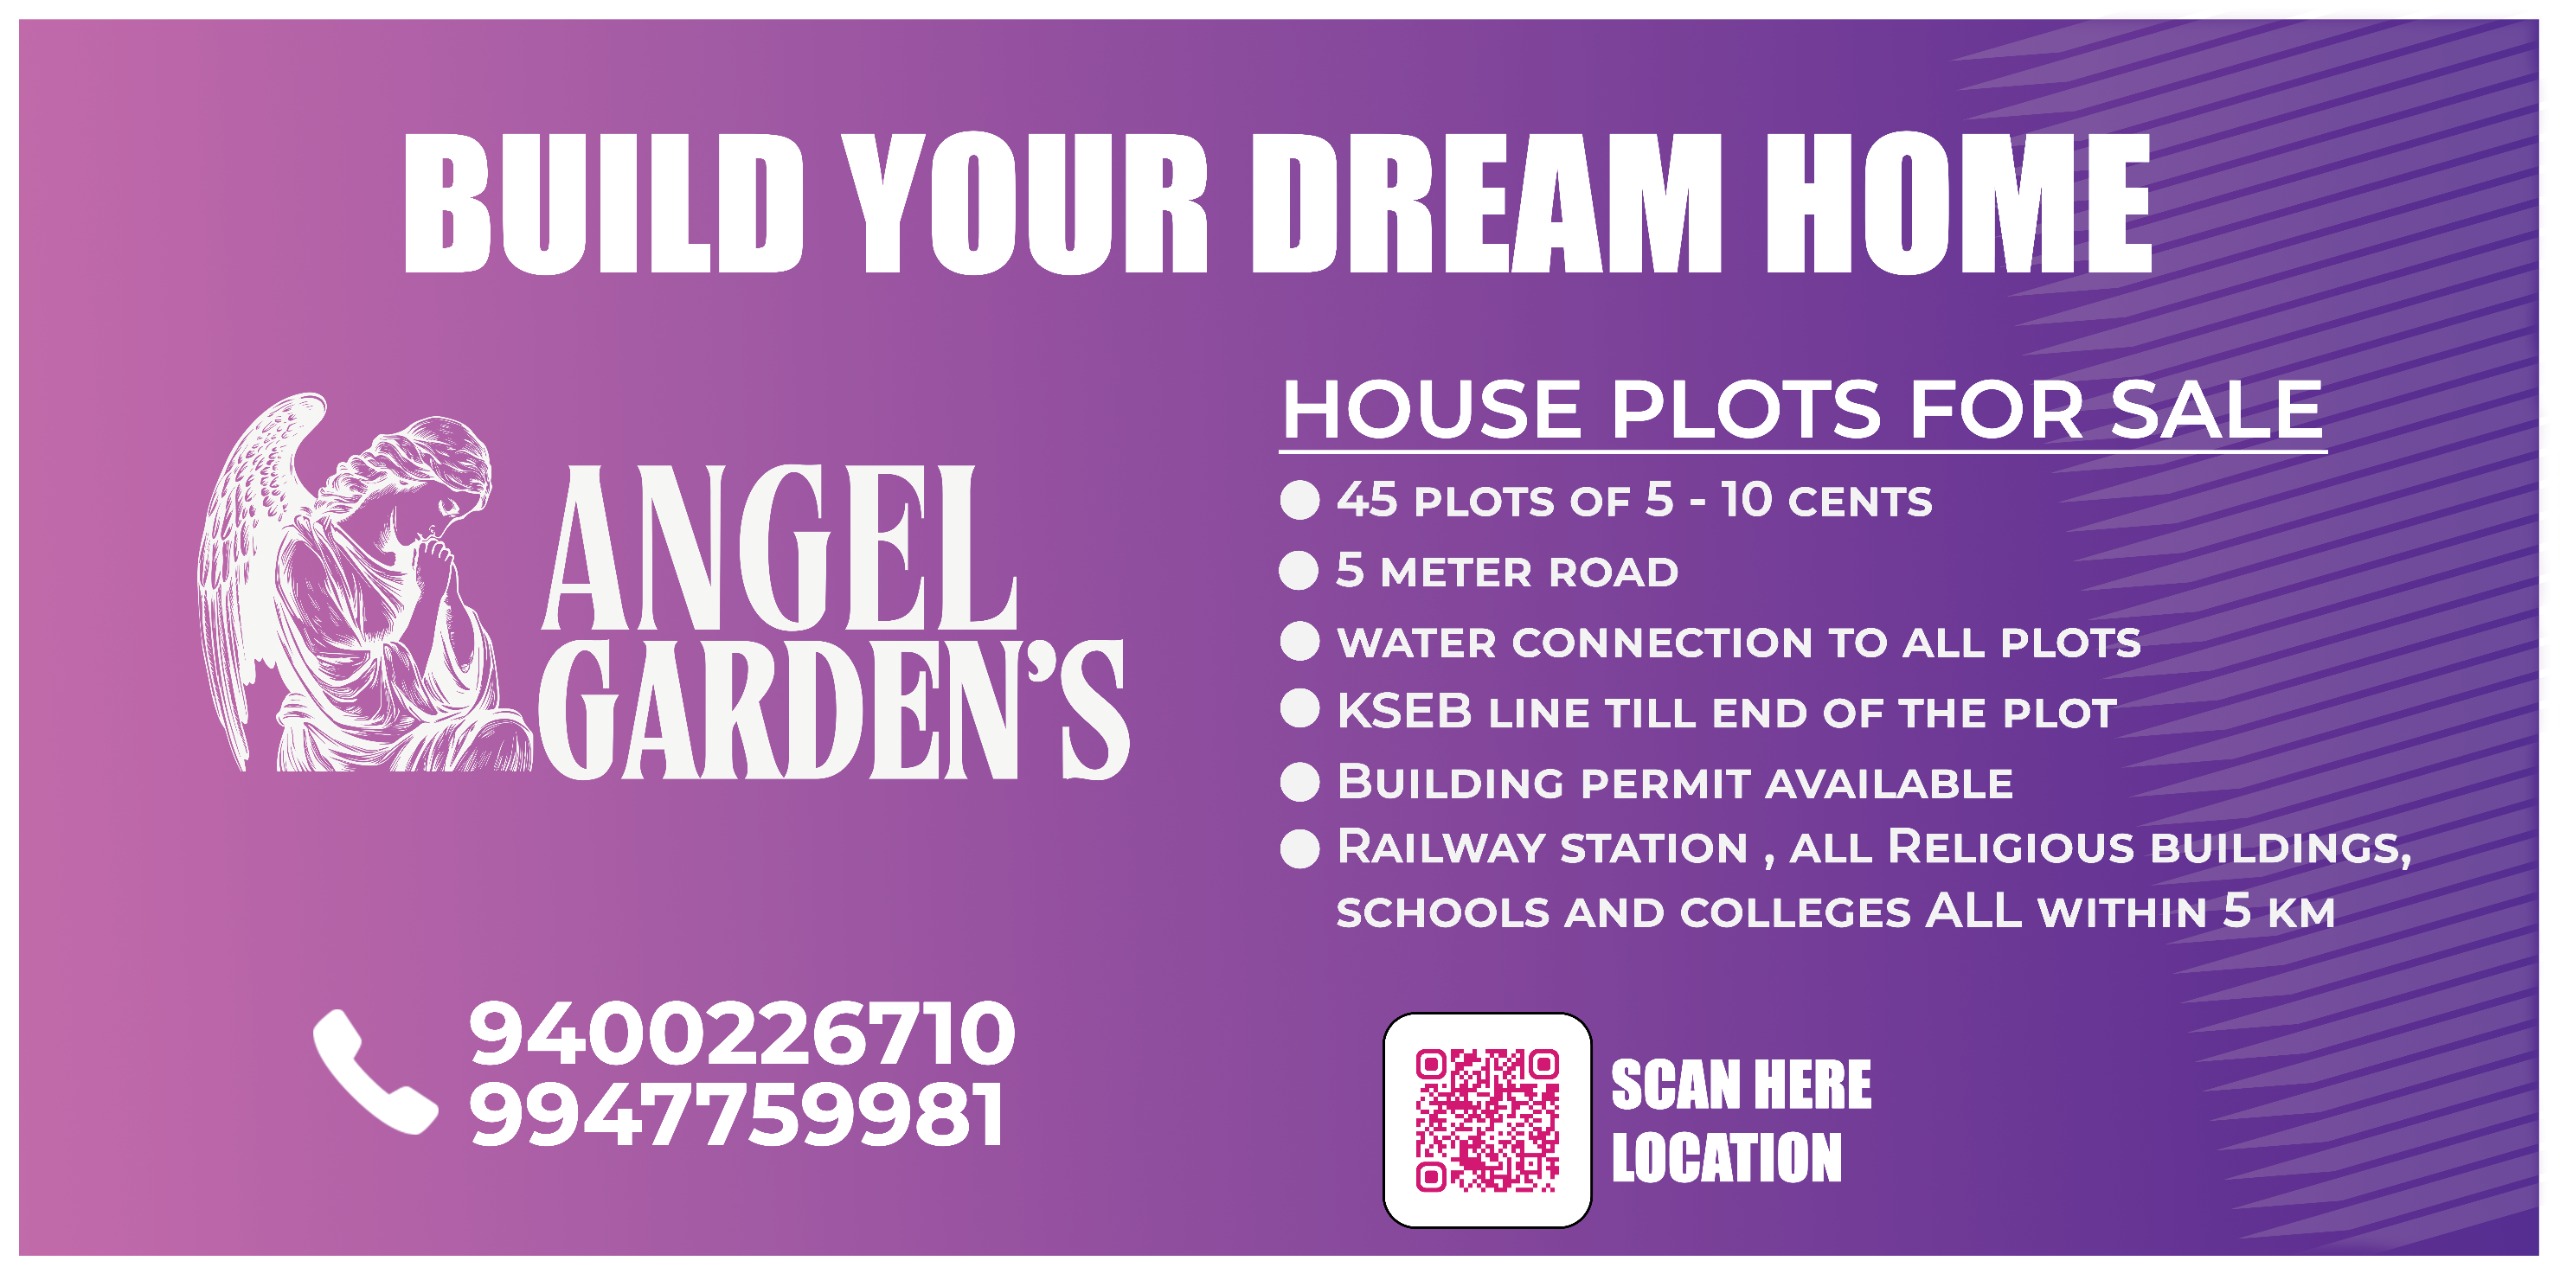 BUILD YOUR DREAM HOME
ANGEL
GARDEN'S
HOUSE PLOTS FOR SALE
45 PLOTS OF 5 - 10 CENTS
5 METER ROAD
WATER CONNECTION TO ALL PLOTS
KSEB LINE TILL END OF THE PLOT
BUILDING PERMIT AVAILABLE
RAILWAY STATION , ALL RELIGIOUS BUILDINGS,
SCHOOLS AND COLLEGES ALL WITHIN 5 KM
9400226710
9947759981
SCAN HERE
LOCATION